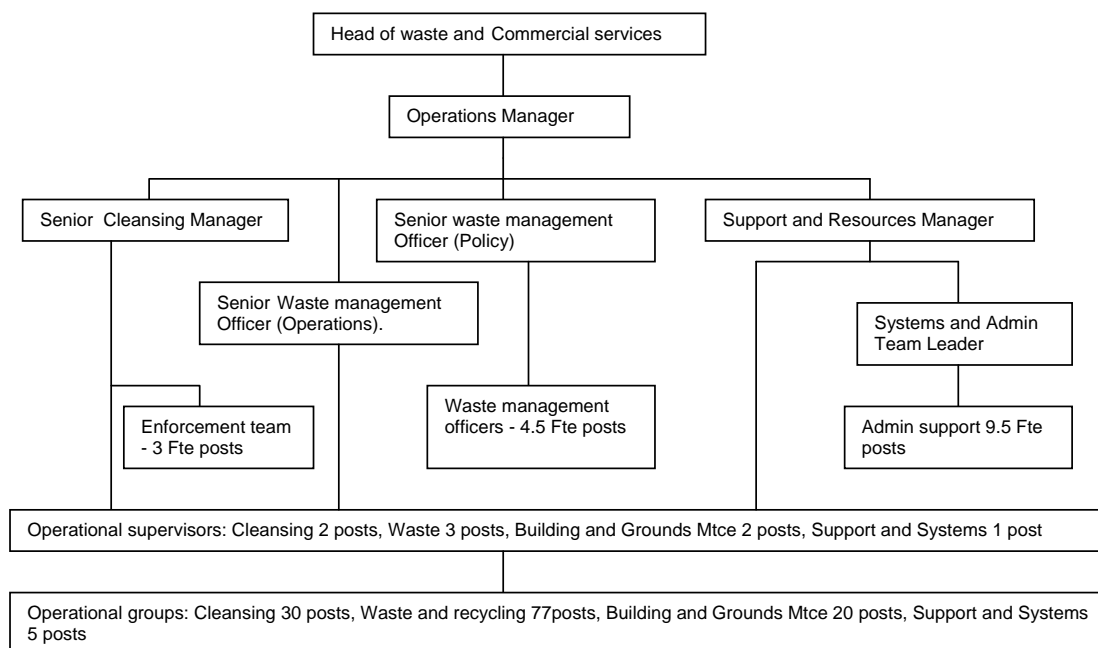 Head of waste and Commercial services
Operations Manager
Senior Cleansing Manager
Senior waste management
Officer (Policy)
Support and Resources Manager
Senior Waste management
Officer (Operations).
Systems and Admin
Team Leader
Enforcement team
- 3 Fte posts
Waste management
officers - 4.5 Fte posts
Admin support 9.5 Fte
posts
Operational supervisors: Cleansing 2 posts, Waste 3 posts, Building and Grounds Mtce 2 posts, Support and Systems 1 post
Operational groups: Cleansing 30 posts, Waste and recycling 77posts, Building and Grounds Mtce 20 posts, Support and Systems
5 posts